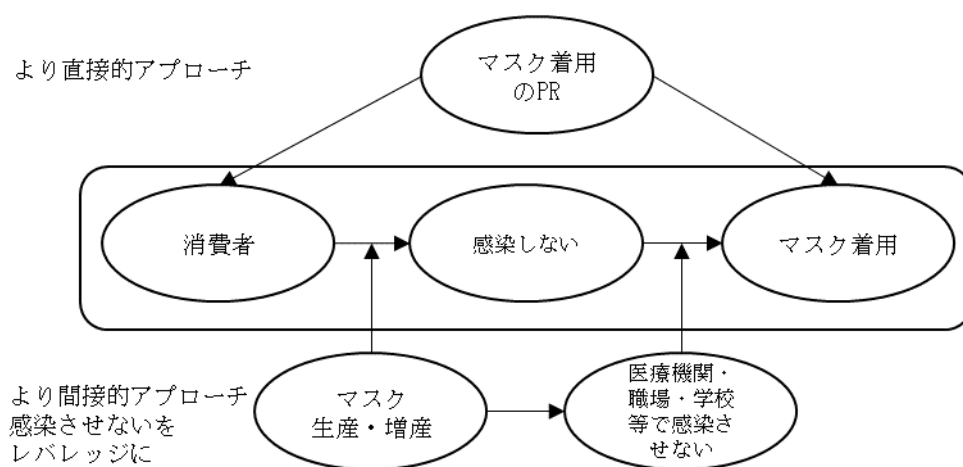 より直接的アプローチ
マスク着用
のPR
消費者
感染しない
マスク着用
より間接的アプローチ
感染させないを
レバレッジに
マスク
生産・増産
医療機関・
職場・学校
等で感染さ
せない